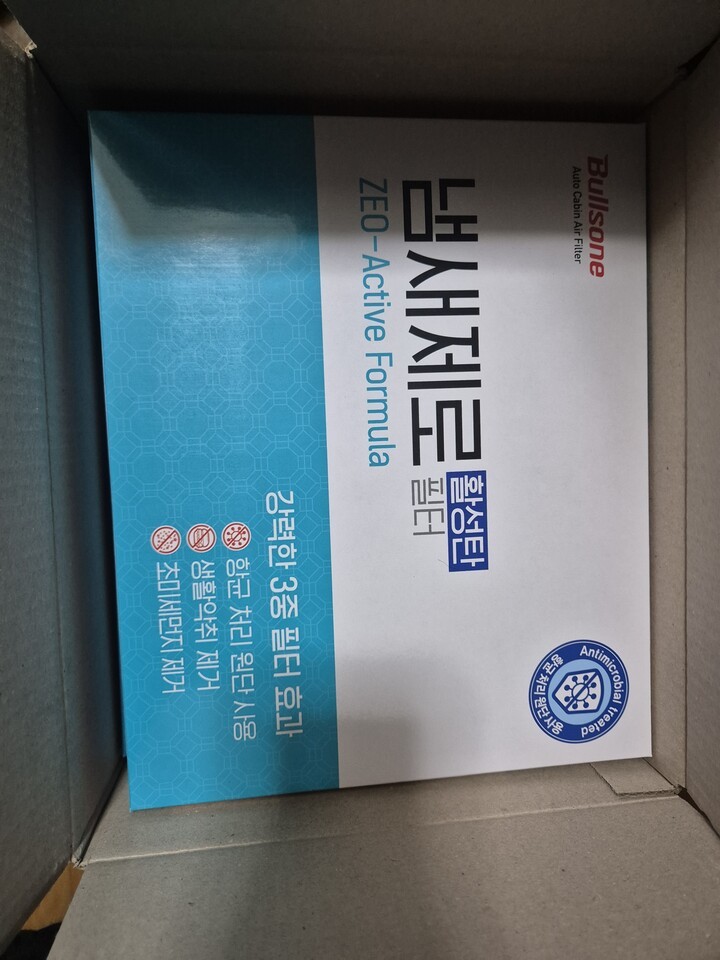 Bullsone
Auto Cabin Air Filter
냄새제로
활성탄
필터
ZEO-Active Formula
강력한 3중 필터 효과
항균 처리 원단 사용
생활악취 제거
초미세먼지 제거
Antimicrobial treated
항균 처리 원단 사용